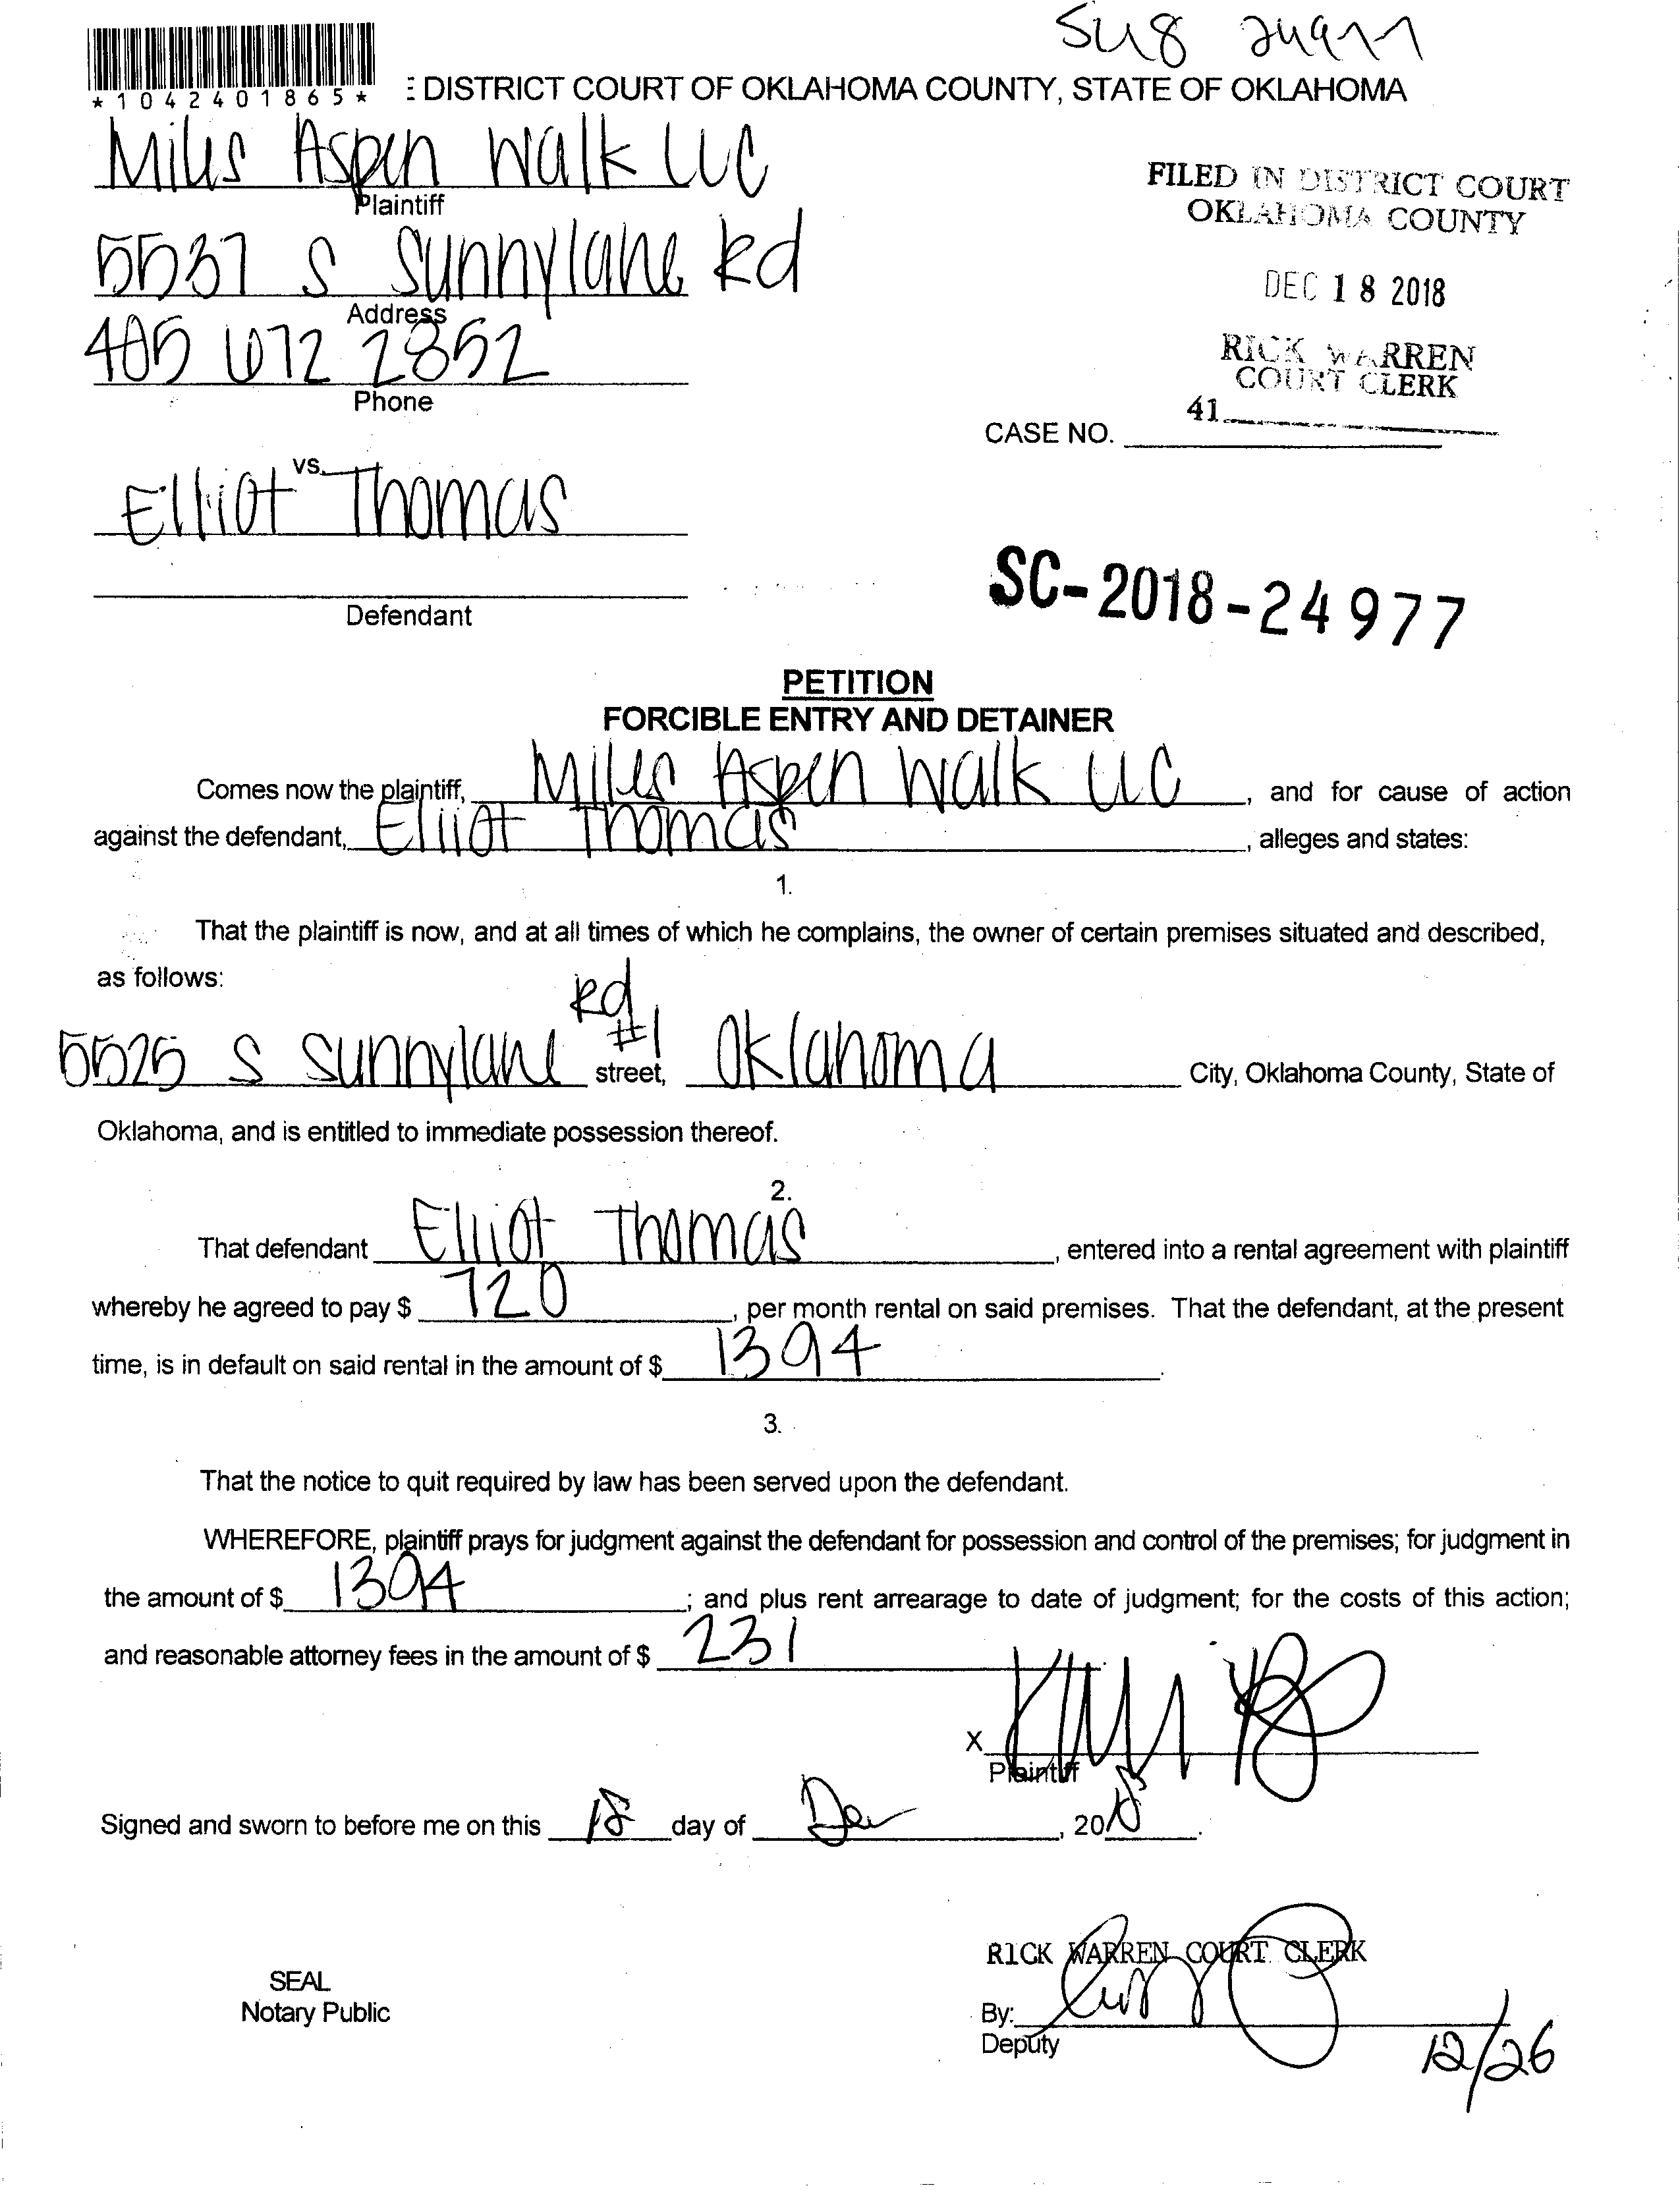 SC18 24977
*1042401865*
DISTRICT COURT OF OKLAHOMA COUNTY, STATE OF OKLAHOMA
Miles Aspen Walk LLC
Plaintiff
5537 S Sunnylane Rd
Address
405 672 2852
Phone
FILED IN DISTRICT COURT
OKLAHOMA COUNTY
DEC 18 2018
RICK WARREN
COURT CLERK
41
CASE NO.
vs.
Elliot Thomas
Defendant
SC-2018-24977
PETITION
FORCIBLE ENTRY AND DETAINER
Comes now the plaintiff, Miles Aspen Walk LLC, and for cause of action
against the defendant, Elliot Thomas, alleges and states:
1.
That the plaintiff is now, and at all times of which he complains, the owner of certain premises situated and described,
as follows:
5525 S Sunnylane Rd #1 street, Oklahoma City, Oklahoma County, State of
Oklahoma, and is entitled to immediate possession thereof.
2.
That defendant Elliot Thomas, entered into a rental agreement with plaintiff
whereby he agreed to pay $ 720, per month rental on said premises. That the defendant, at the present
time, is in default on said rental in the amount of $ 1394.
3.
That the notice to quit required by law has been served upon the defendant.
WHEREFORE, plaintiff prays for judgment against the defendant for possession and control of the premises; for judgment in
the amount of $ 1394; and plus rent arrearage to date of judgment; for the costs of this action;
and reasonable attorney fees in the amount of $ 231
X
Plaintiff
Signed and sworn to before me on this 18 day of Dec, 2018.
RICK WARREN COURT CLERK
SEAL
Notary Public
By:
Deputy
12/26